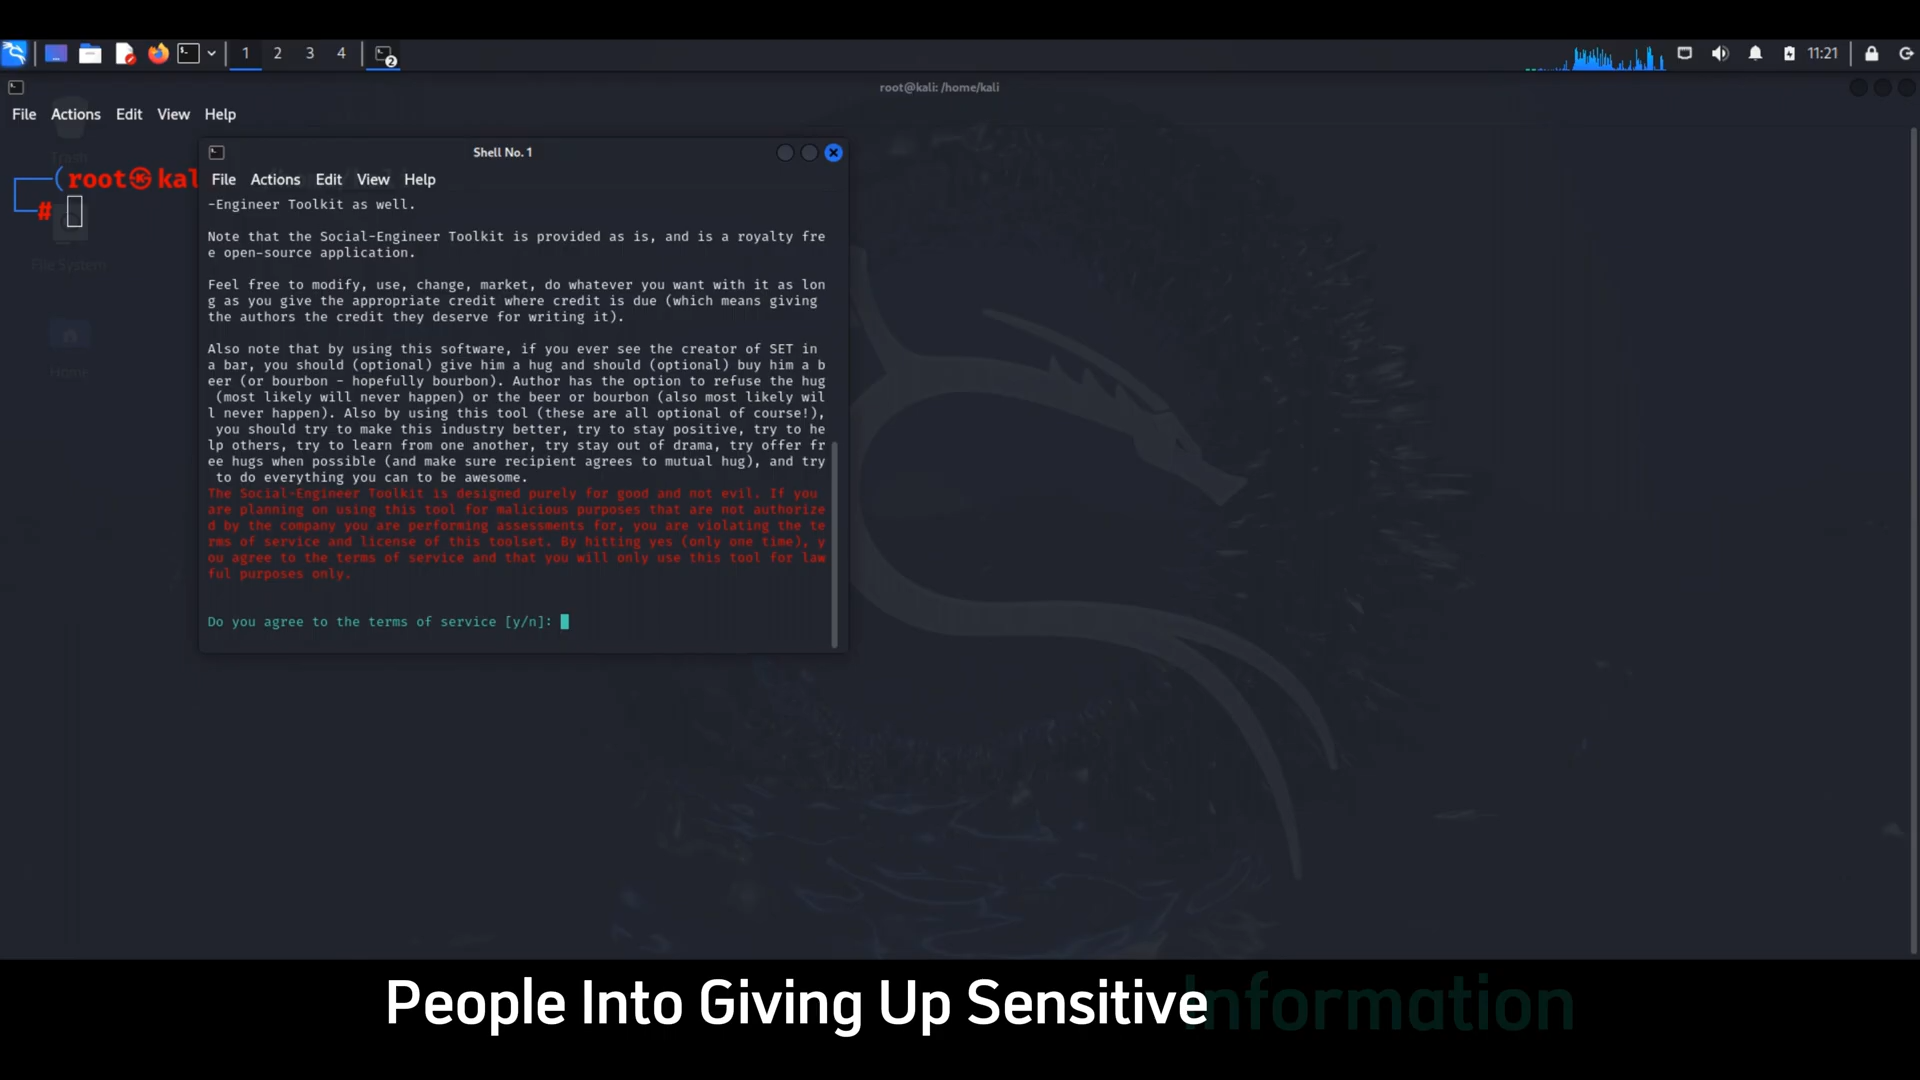 1 2 3 4 2 11:21
root@kali: /home/kali
File Actions Edit View Help
Trash
Shell No. 1
root㉿kal
File Actions Edit View Help
#
-Engineer Toolkit as well.
Note that the Social-Engineer Toolkit is provided as is, and is a royalty fre
e open-source application.
File System
Feel free to modify, use, change, market, do whatever you want with it as lon
g as you give the appropriate credit where credit is due (which means giving
the authors the credit they deserve for writing it).
Also note that by using this software, if you ever see the creator of SET in
a bar, you should (optional) give him a hug and should (optional) buy him a b
Home
eer (or bourbon - hopefully bourbon). Author has the option to refuse the hug
(most likely will never happen) or the beer or bourbon (also most likely wil
l never happen). Also by using this tool (these are all optional of course!),
you should try to make this industry better, try to stay positive, try to he
lp others, try to learn from one another, try stay out of drama, try offer fr
ee hugs when possible (and make sure recipient agrees to mutual hug), and try
to do everything you can to be awesome.
The Social-Engineer Toolkit is designed purely for good and not evil. If you
are planning on using this tool for malicious purposes that are not authorize
d by the company you are performing assessments for, you are violating the te
rms of service and license of this toolset. By hitting yes (only one time), y
ou agree to the terms of service and that you will only use this tool for law
ful purposes only.
Do you agree to the terms of service [y/n]:
People Into Giving Up Sensitive Information